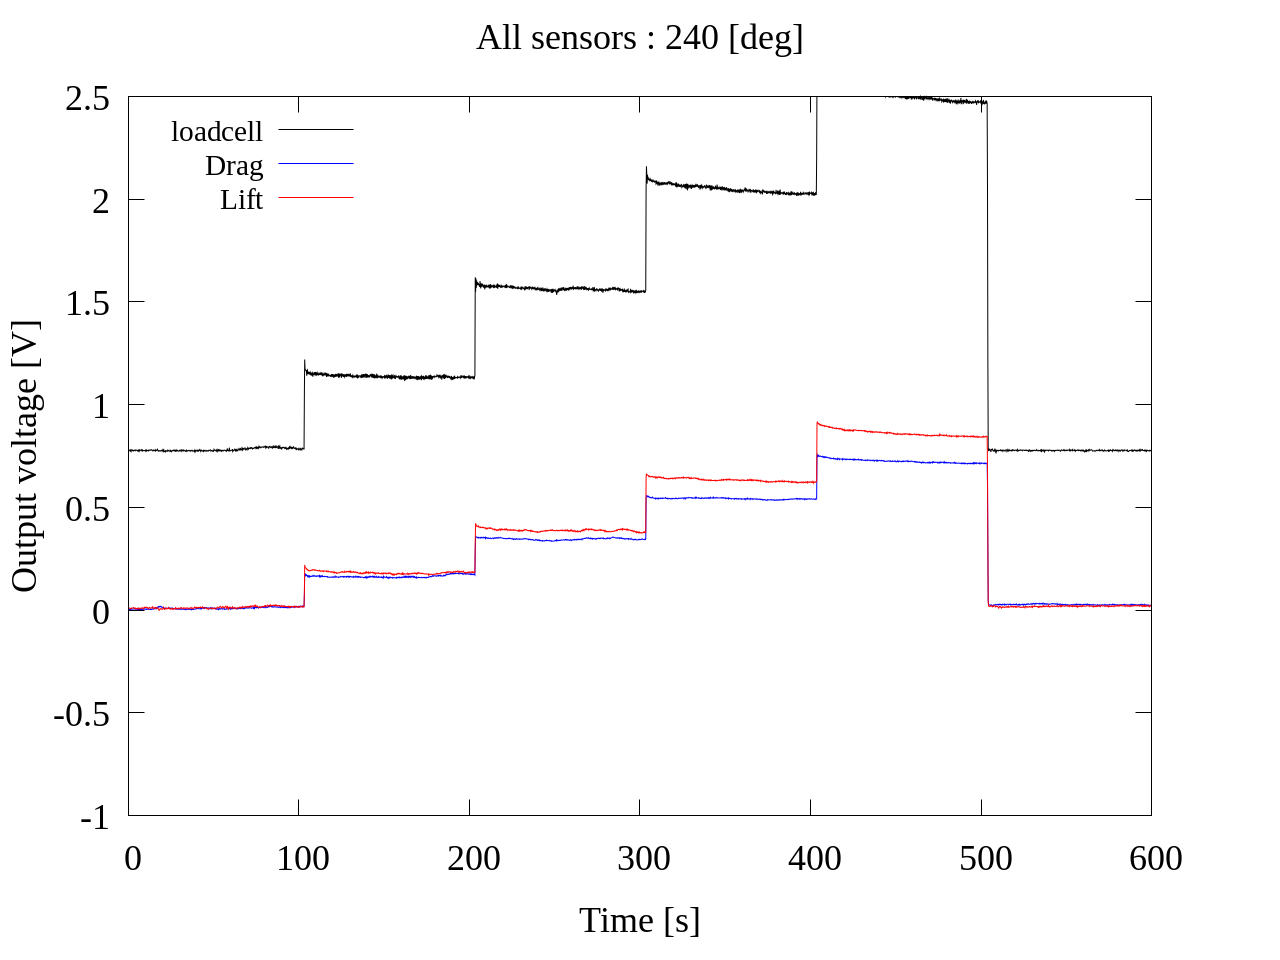 All sensors : 240 [deg]
2.5
2
1.5
1
0.5
0
-0.5
-1
loadcell
Drag
Lift
Output voltage [V]
0 100 200 300 400 500 600
Time [s]